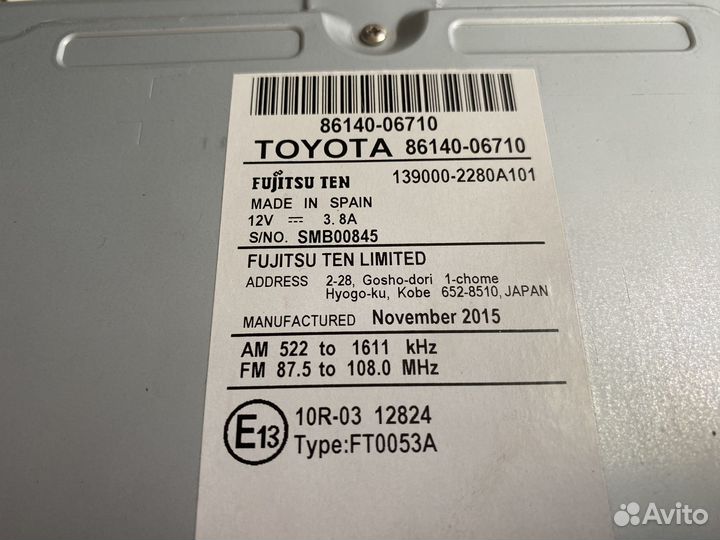 86140-06710
TOYOTA 86140-06710
FUJITSU TEN 139000-2280A101
MADE IN SPAIN
12V 3.8A
S/NO. SMB00845
FUJITSU TEN LIMITED
ADDRESS 2-28, Gosho-dori 1-chome
Hyogo-ku, Kobe 652-8510, JAPAN
MANUFACTURED November 2015
AM 522 to 1611 kHz
FM 87.5 to 108.0 MHz
E13 10R-03 12824
Type:FT0053A
Avito